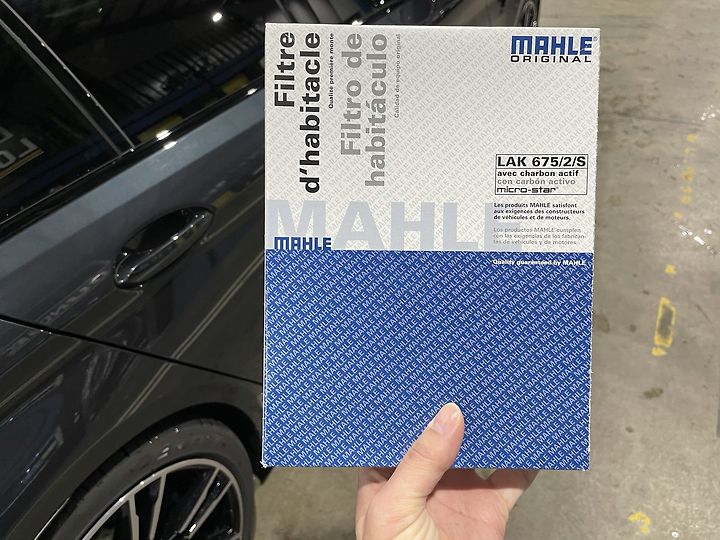 Filtre
d'habitacle
Qualité première monte
Filtro de
habitáculo
Calidad de equipo original
MAHLE
ORIGINAL
LAK 675/2/S
avec charbon actif
con carbón activo
micro-star
Les produits MAHLE satisfont
aux exigences des constructeurs
de véhicules et de moteurs.
Los productos MAHLE cumplen
con las exigencias de los fabrican-
tes de vehículos y de motores.
MAHLE
MAHLE
Quality guaranteed by MAHLE